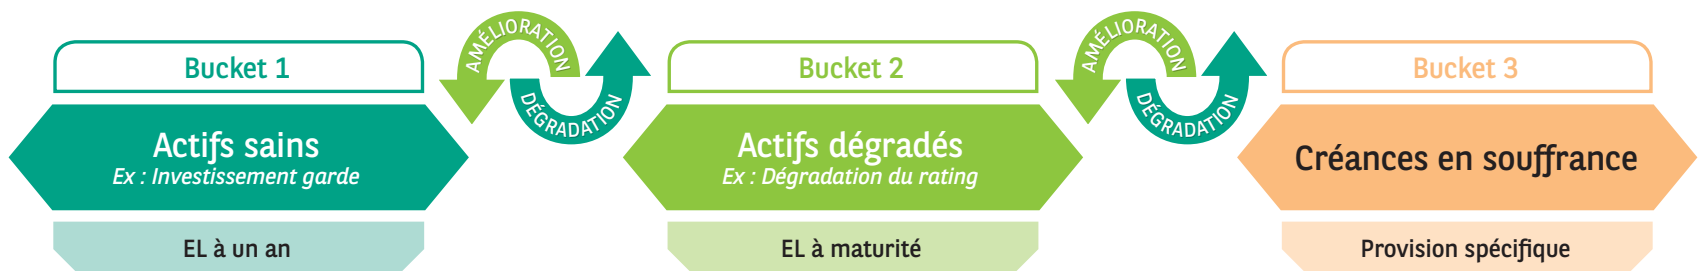 Bucket 1
AMÉLIORATION
DÉGRADATION
Bucket 2
AMÉLIORATION
DÉGRADATION
Bucket 3
Actifs sains
Ex : Investissement garde
Actifs dégradés
Ex : Dégradation du rating
Créances en souffrance
EL à un an
EL à maturité
Provision spécifique